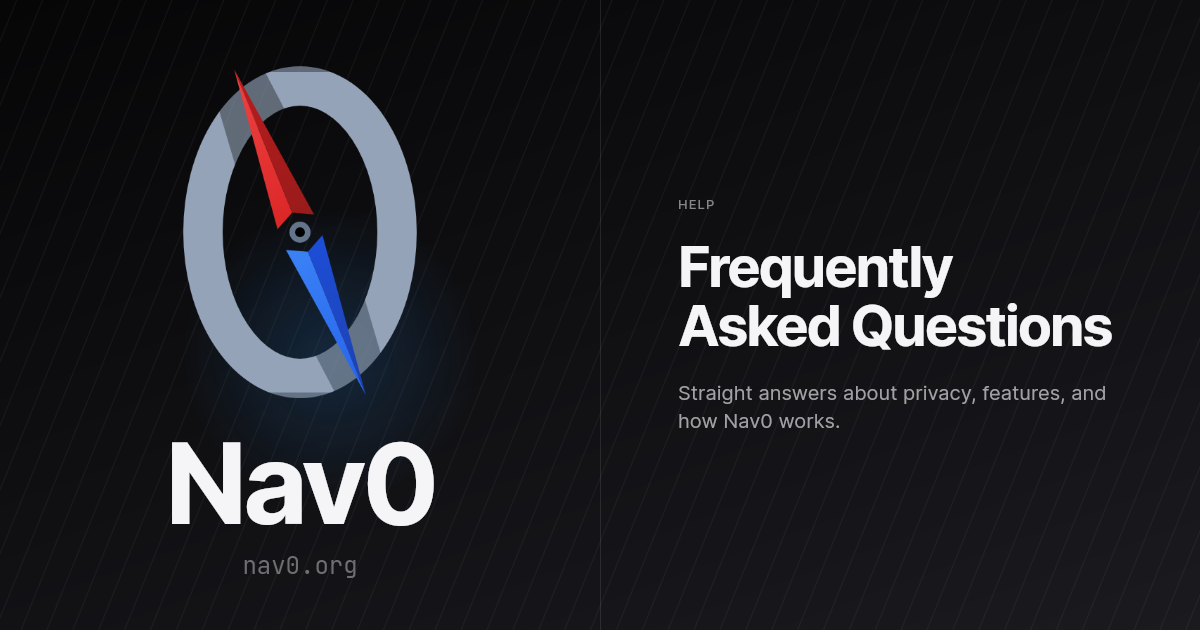 Nav0
nav0.org
HELP
Frequently
Asked Questions
Straight answers about privacy, features, and
how Nav0 works.